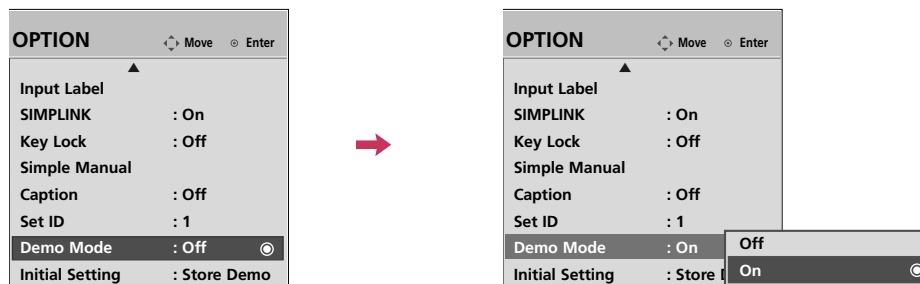 OPTION Move Enter
Input Label
SIMPLINK : On
Key Lock : Off
Simple Manual
Caption : Off
Set ID : 1
Demo Mode : Off
Initial Setting : Store Demo
OPTION Move Enter
Input Label
SIMPLINK : On
Key Lock : Off
Simple Manual
Caption : Off
Set ID : 1
Demo Mode : On
Initial Setting : Store
Off
On